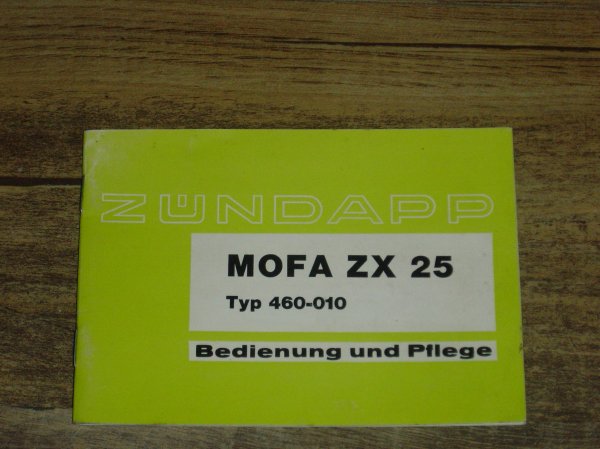 ZÜNDAPP
MOFA ZX 25
Typ 460-010
Bedienung und Pflege